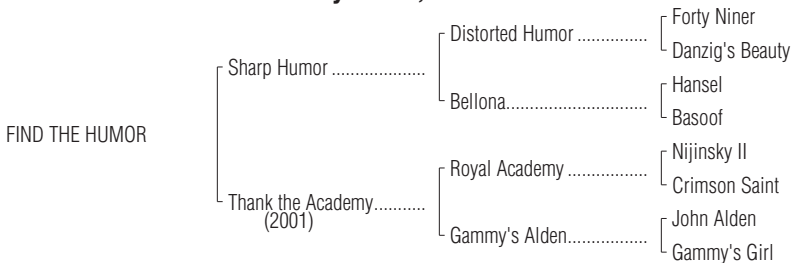 Forty Niner
Distorted Humor ...............
Danzig's Beauty
Sharp Humor ....................
Hansel
Bellona..............................
Basoof
FIND THE HUMOR
Nijinsky II
Royal Academy .................
Crimson Saint
Thank the Academy...........
(2001)
John Alden
Gammy's Alden.................
Gammy's Girl